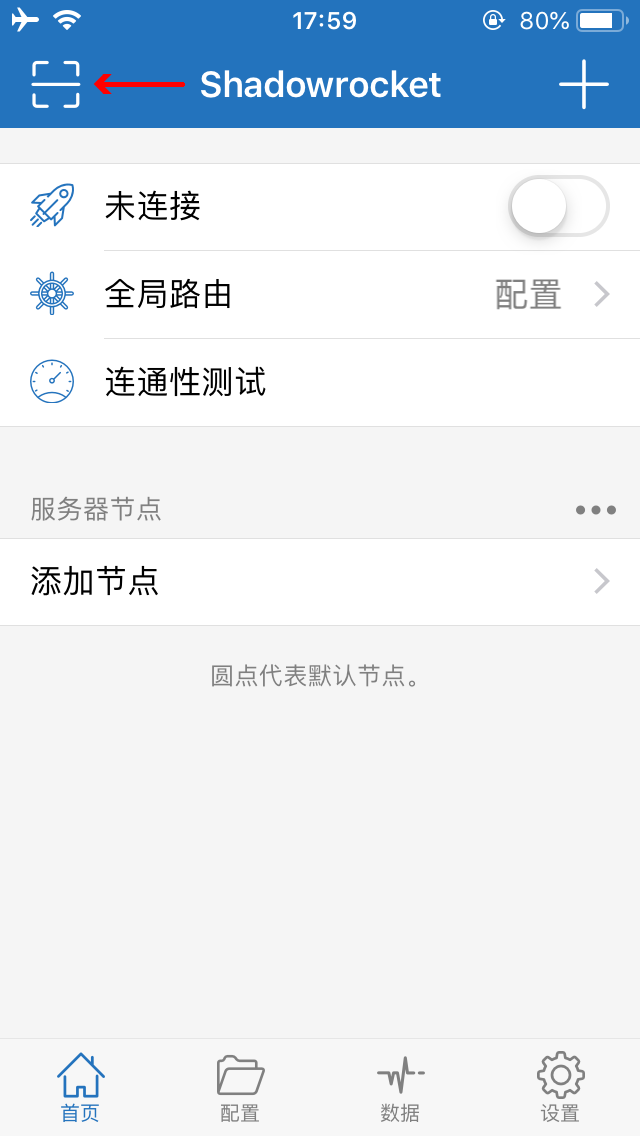 17:59
80%
Shadowrocket
未连接
全局路由
配置
连通性测试
服务器节点
添加节点
圆点代表默认节点。
首页
配置
数据
设置